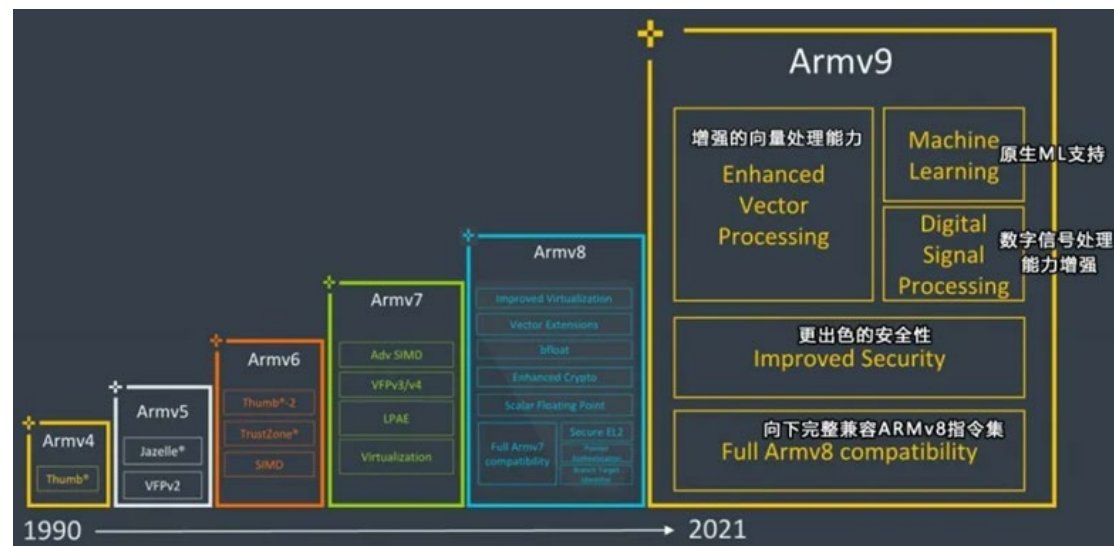 Armv4
Thumb®
Armv5
Jazelle®
VFPv2
Armv6
Thumb®-2
TrustZone®
SIMD
Armv7
Adv SIMD
VFPv3/v4
LPAE
Virtualization
Armv8
Improved Virtualization
Vector Extensions
bfloat
Enhanced Crypto
Scalar Floating Point
Full Armv7
compatibility
Secure EL2
Pointer
Authentication
Branch Target
Identifier
Armv9
增强的向量处理能力
Enhanced
Vector
Processing
Machine
Learning
原生ML支持
Digital
Signal
Processing
数字信号处理
能力增强
更出色的安全性
Improved Security
向下完整兼容ARMv8指令集
Full Armv8 compatibility
1990
2021